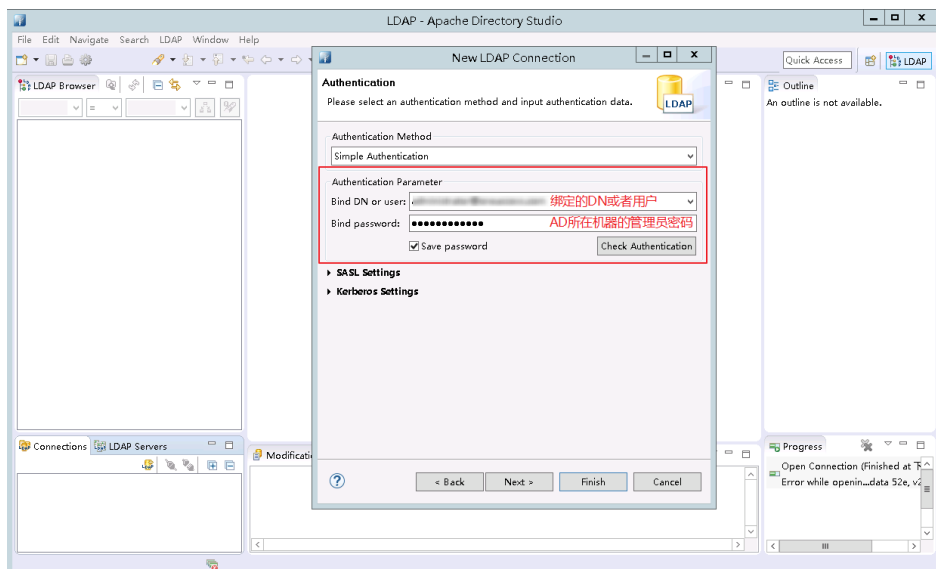 LDAP - Apache Directory Studio
File Edit Navigate Search LDAP Window Help
Quick Access
LDAP
LDAP Browser
=
Outline
An outline is not available.
New LDAP Connection
Authentication
Please select an authentication method and input authentication data.
LDAP
Authentication Method
Simple Authentication
Authentication Parameter
Bind DN or user:
绑定的DN或者用户
Bind password: ●●●●●●●●●●●●
AD所在机器的管理员密码
Save password
Check Authentication
SASL Settings
Kerberos Settings
Connections
LDAP Servers
Modificati
Progress
Open Connection (Finished at
Error while openin...data 52e, v2
?
< Back
Next >
Finish
Cancel